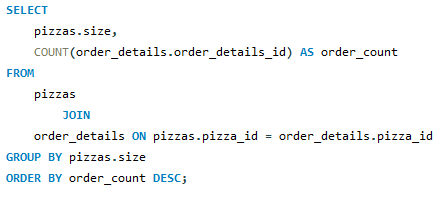 SELECT
    pizzas.size,
    COUNT(order_details.order_details_id) AS order_count
FROM
    pizzas
        JOIN
    order_details ON pizzas.pizza_id = order_details.pizza_id
GROUP BY pizzas.size
ORDER BY order_count DESC;